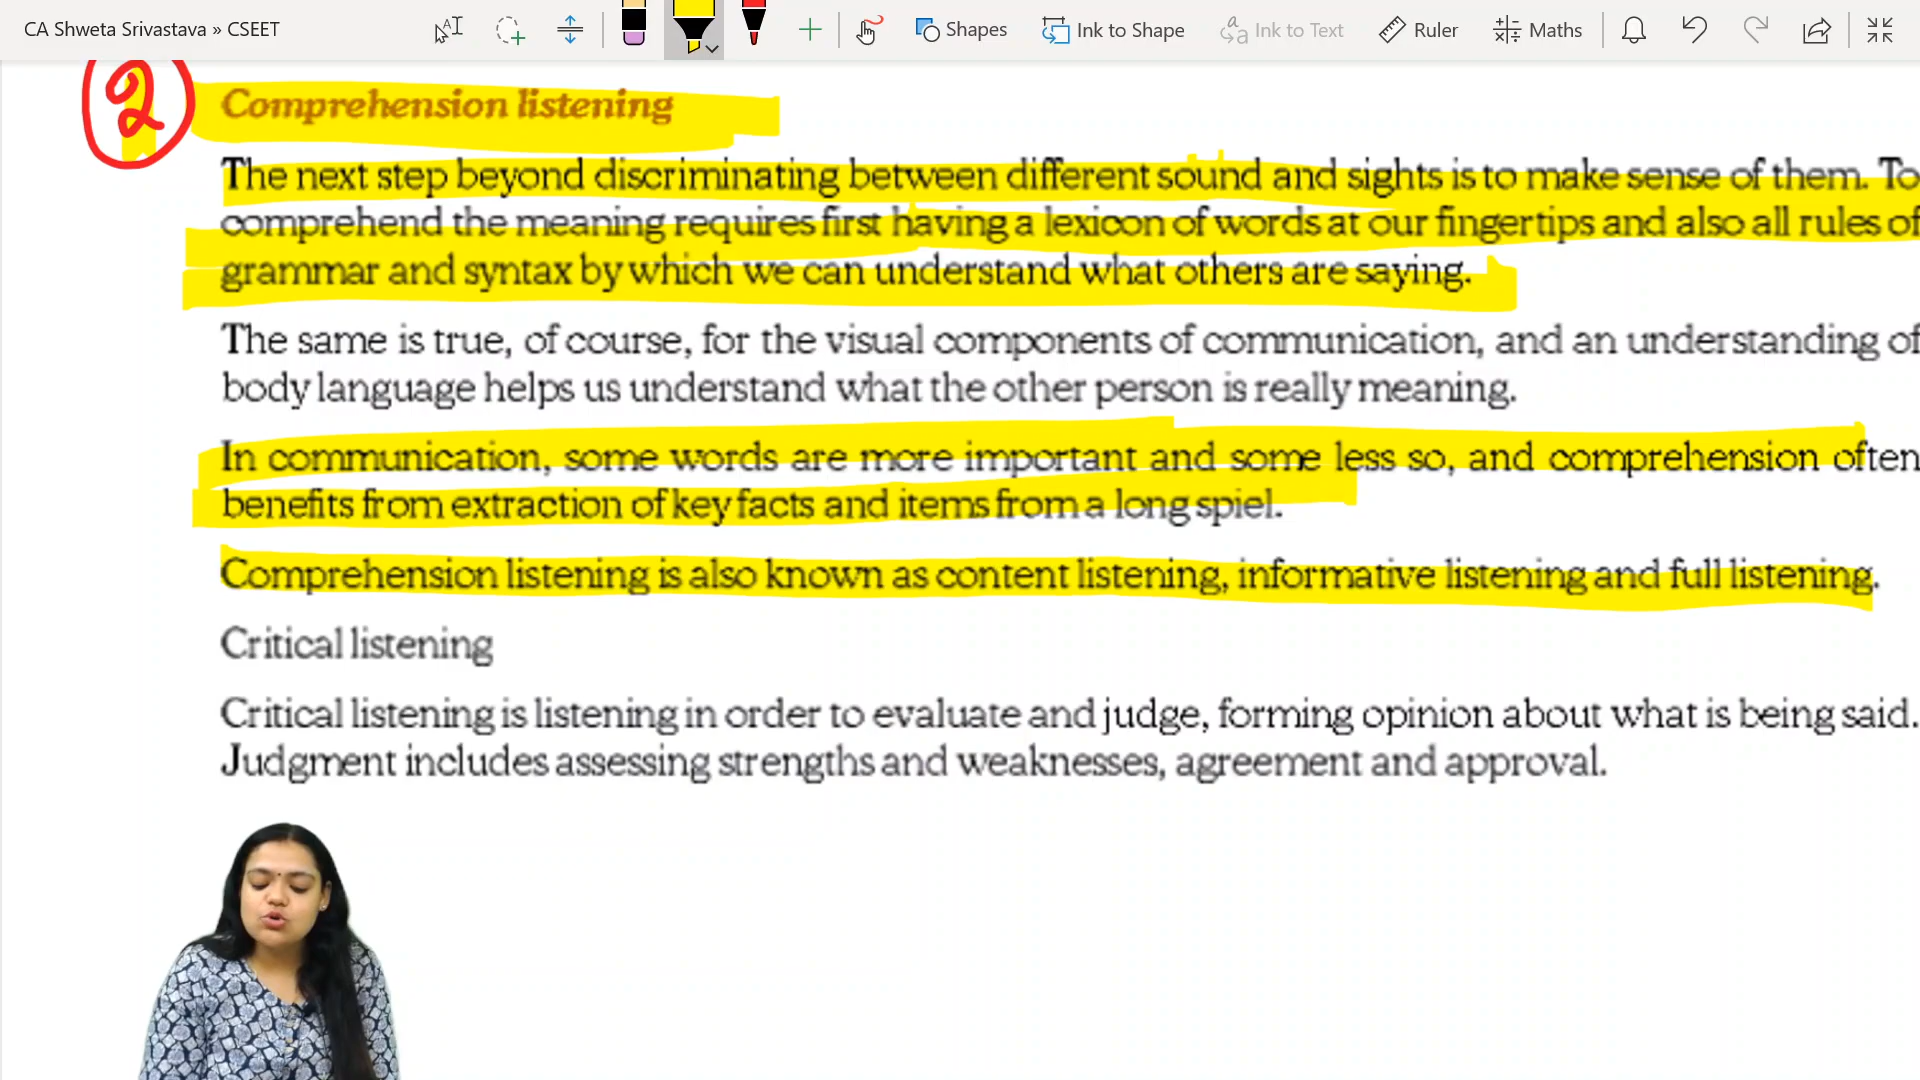 CA Shweta Srivastava » CSEET
Shapes
Ink to Shape
Ink to Text
Ruler
Maths
2
Comprehension listening
The next step beyond discriminating between different sound and sights is to make sense of them. To
comprehend the meaning requires first having a lexicon of words at our fingertips and also all rules of
grammar and syntax by which we can understand what others are saying.
The same is true, of course, for the visual components of communication, and an understanding of
body language helps us understand what the other person is really meaning.
In communication, some words are more important and some less so, and comprehension often
benefits from extraction of key facts and items from a long spiel.
Comprehension listening is also known as content listening, informative listening and full listening.
Critical listening
Critical listening is listening in order to evaluate and judge, forming opinion about what is being said.
Judgment includes assessing strengths and weaknesses, agreement and approval.